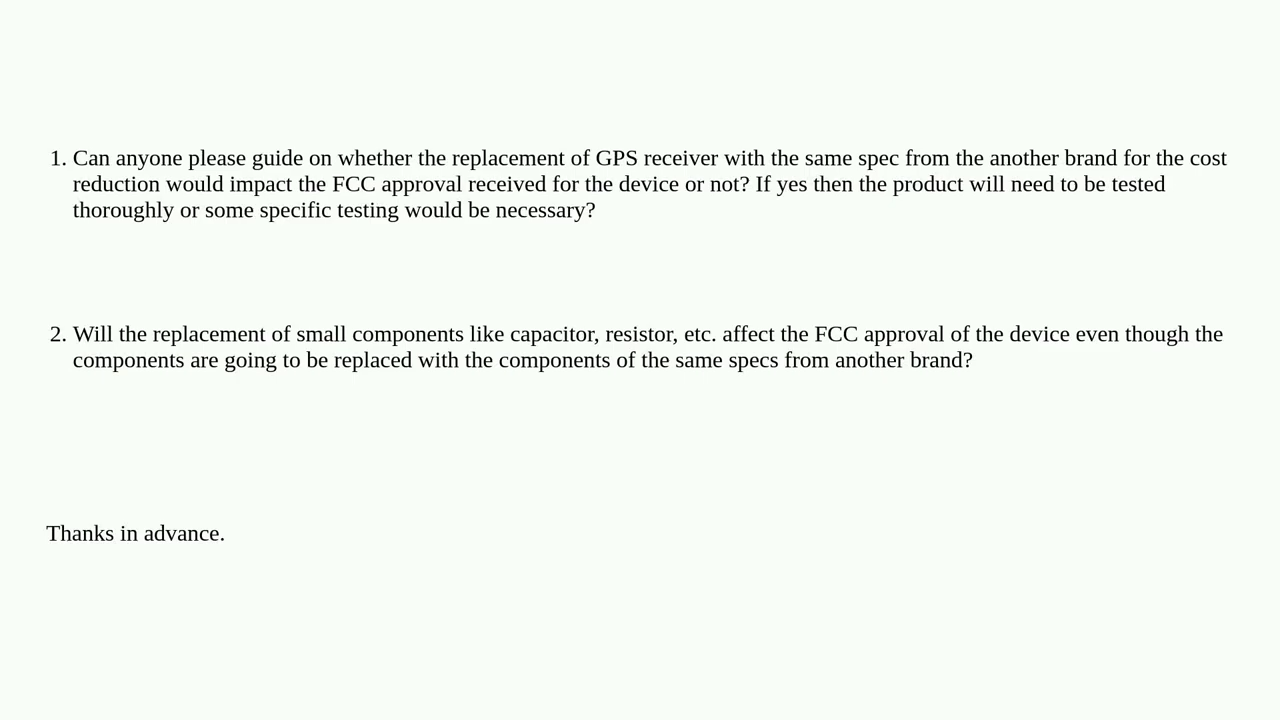 1. Can anyone please guide on whether the replacement of GPS receiver with the same spec from the another brand for the cost
reduction would impact the FCC approval received for the device or not? If yes then the product will need to be tested
thoroughly or some specific testing would be necessary?
2. Will the replacement of small components like capacitor, resistor, etc. affect the FCC approval of the device even though the
components are going to be replaced with the components of the same specs from another brand?
Thanks in advance.